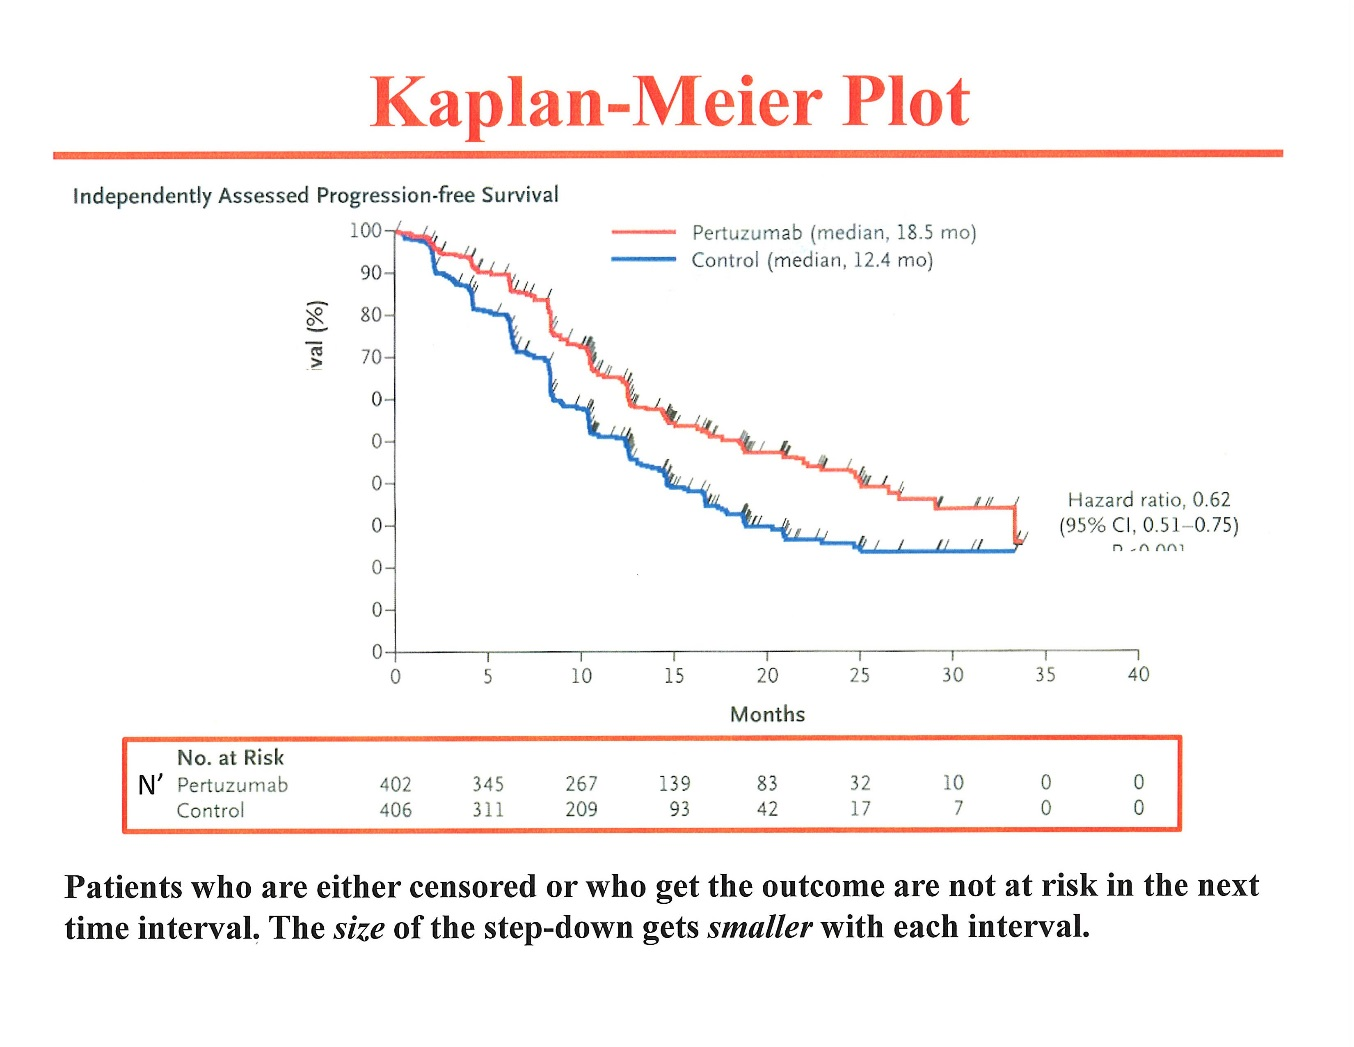 Kaplan-Meier Plot
Independently Assessed Progression-free Survival
val (%)
100
90
80
70
0
0
0
0
0
0
0
0 5 10 15 20 25 30 35 40
Months
Pertuzumab (median, 18.5 mo)
Control (median, 12.4 mo)
Hazard ratio, 0.62
(95% CI, 0.51–0.75)
No. at Risk
N’ Pertuzumab 402 345 267 139 83 32 10 0 0
Control 406 311 209 93 42 17 7 0 0
Patients who are either censored or who get the outcome are not at risk in the next
time interval. The size of the step-down gets smaller with each interval.